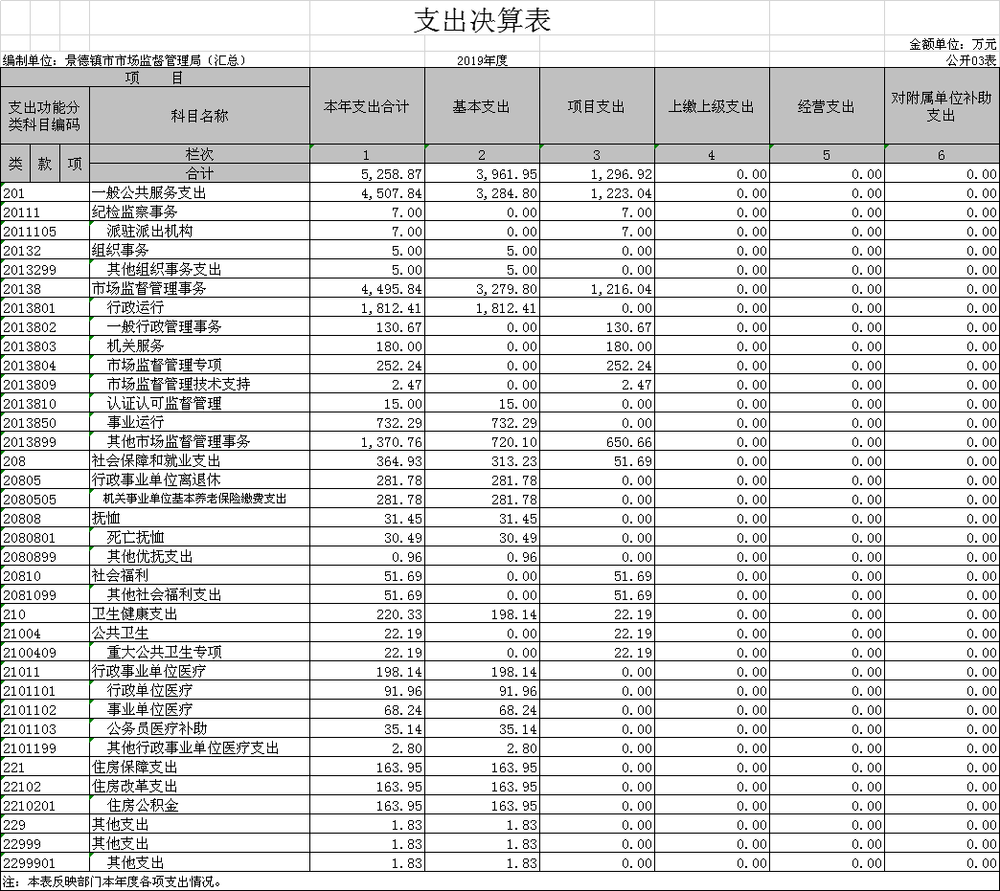 支出决算表
金额单位：万元
编制单位：景德镇市市场监督管理局（汇总） 2019年度 公开03表
项 目 本年支出合计 基本支出 项目支出 上缴上级支出 经营支出 对附属单位补助支出
支出功能分类科目编码 科目名称
类 款 项 栏次 1 2 3 4 5 6
合计 5,258.87 3,961.95 1,296.92 0.00 0.00 0.00
201 一般公共服务支出 4,507.84 3,284.80 1,223.04 0.00 0.00 0.00
20111 纪检监察事务 7.00 0.00 7.00 0.00 0.00 0.00
2011105 派驻派出机构 7.00 0.00 7.00 0.00 0.00 0.00
20132 组织事务 5.00 5.00 0.00 0.00 0.00 0.00
2013299 其他组织事务支出 5.00 5.00 0.00 0.00 0.00 0.00
20138 市场监督管理事务 4,495.84 3,279.80 1,216.04 0.00 0.00 0.00
2013801 行政运行 1,812.41 1,812.41 0.00 0.00 0.00 0.00
2013802 一般行政管理事务 130.67 0.00 130.67 0.00 0.00 0.00
2013803 机关服务 180.00 0.00 180.00 0.00 0.00 0.00
2013804 市场监督管理专项 252.24 0.00 252.24 0.00 0.00 0.00
2013809 市场监督管理技术支持 2.47 0.00 2.47 0.00 0.00 0.00
2013810 认证认可监督管理 15.00 15.00 0.00 0.00 0.00 0.00
2013850 事业运行 732.29 732.29 0.00 0.00 0.00 0.00
2013899 其他市场监督管理事务 1,370.76 720.10 650.66 0.00 0.00 0.00
208 社会保障和就业支出 364.93 313.23 51.69 0.00 0.00 0.00
20805 行政事业单位离退休 281.78 281.78 0.00 0.00 0.00 0.00
2080505 机关事业单位基本养老保险缴费支出 281.78 281.78 0.00 0.00 0.00 0.00
20808 抚恤 31.45 31.45 0.00 0.00 0.00 0.00
2080801 死亡抚恤 30.49 30.49 0.00 0.00 0.00 0.00
2080899 其他优抚支出 0.96 0.96 0.00 0.00 0.00 0.00
20810 社会福利 51.69 0.00 51.69 0.00 0.00 0.00
2081099 其他社会福利支出 51.69 0.00 51.69 0.00 0.00 0.00
210 卫生健康支出 220.33 198.14 22.19 0.00 0.00 0.00
21004 公共卫生 22.19 0.00 22.19 0.00 0.00 0.00
2100409 重大公共卫生专项 22.19 0.00 22.19 0.00 0.00 0.00
21011 行政事业单位医疗 198.14 198.14 0.00 0.00 0.00 0.00
2101101 行政单位医疗 91.96 91.96 0.00 0.00 0.00 0.00
2101102 事业单位医疗 68.24 68.24 0.00 0.00 0.00 0.00
2101103 公务员医疗补助 35.14 35.14 0.00 0.00 0.00 0.00
2101199 其他行政事业单位医疗支出 2.80 2.80 0.00 0.00 0.00 0.00
221 住房保障支出 163.95 163.95 0.00 0.00 0.00 0.00
22102 住房改革支出 163.95 163.95 0.00 0.00 0.00 0.00
2210201 住房公积金 163.95 163.95 0.00 0.00 0.00 0.00
229 其他支出 1.83 1.83 0.00 0.00 0.00 0.00
22999 其他支出 1.83 1.83 0.00 0.00 0.00 0.00
2299901 其他支出 1.83 1.83 0.00 0.00 0.00 0.00
注：本表反映部门本年度各项支出情况。